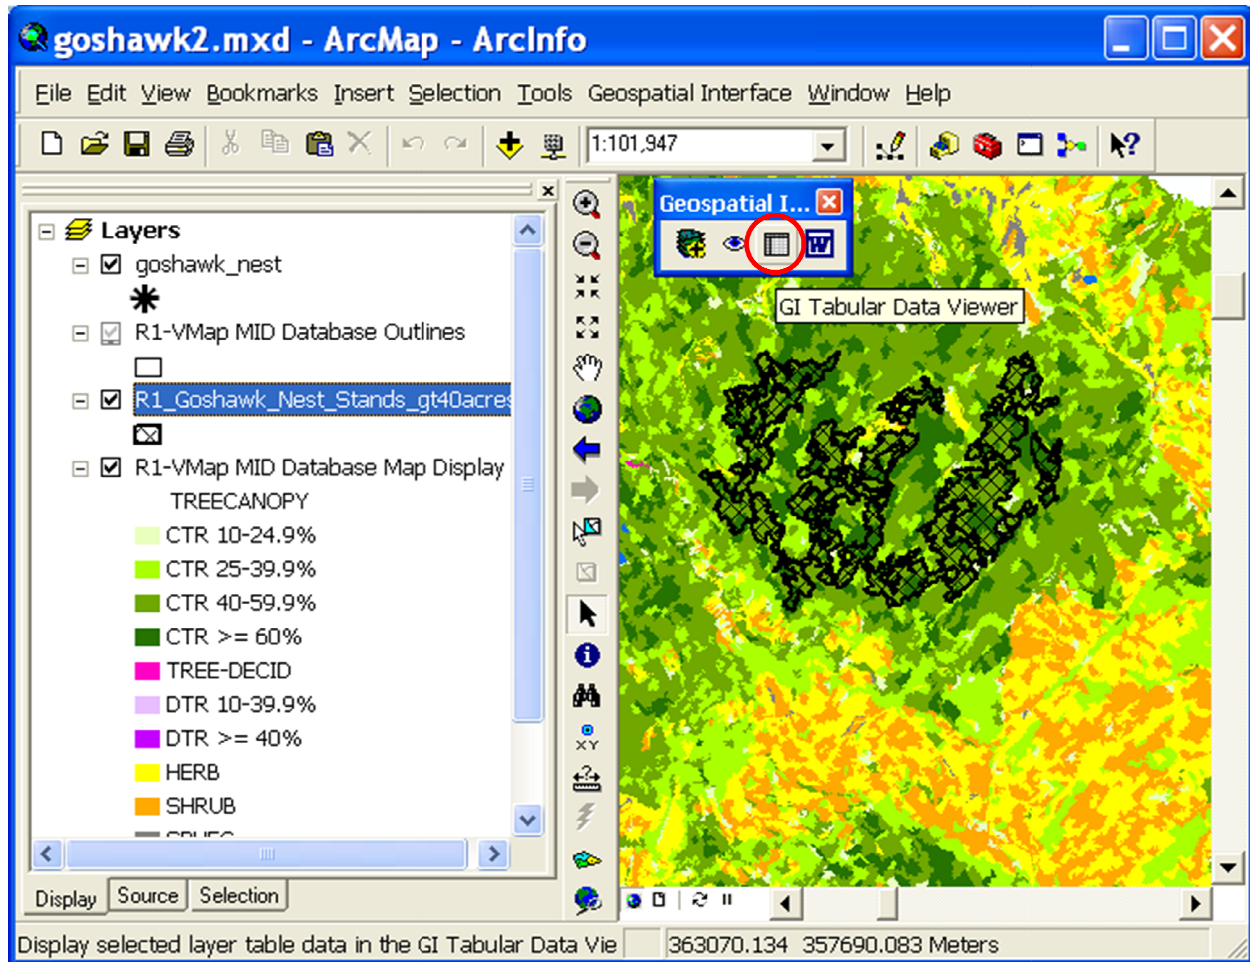 goshawk2.mxd - ArcMap - ArcInfo
File Edit View Bookmarks Insert Selection Tools Geospatial Interface Window Help
1:101,947
Geospatial I...
W
GI Tabular Data Viewer
Layers
goshawk_nest
R1-VMap MID Database Outlines
R1_Goshawk_Nest_Stands_gt40acres
R1-VMap MID Database Map Display
TREECANOPY
CTR 10-24.9%
CTR 25-39.9%
CTR 40-59.9%
CTR >= 60%
TREE-DECID
DTR 10-39.9%
DTR >= 40%
HERB
SHRUB
XY
Display Source Selection
Display selected layer table data in the GI Tabular Data Vie
363070.134 357690.083 Meters